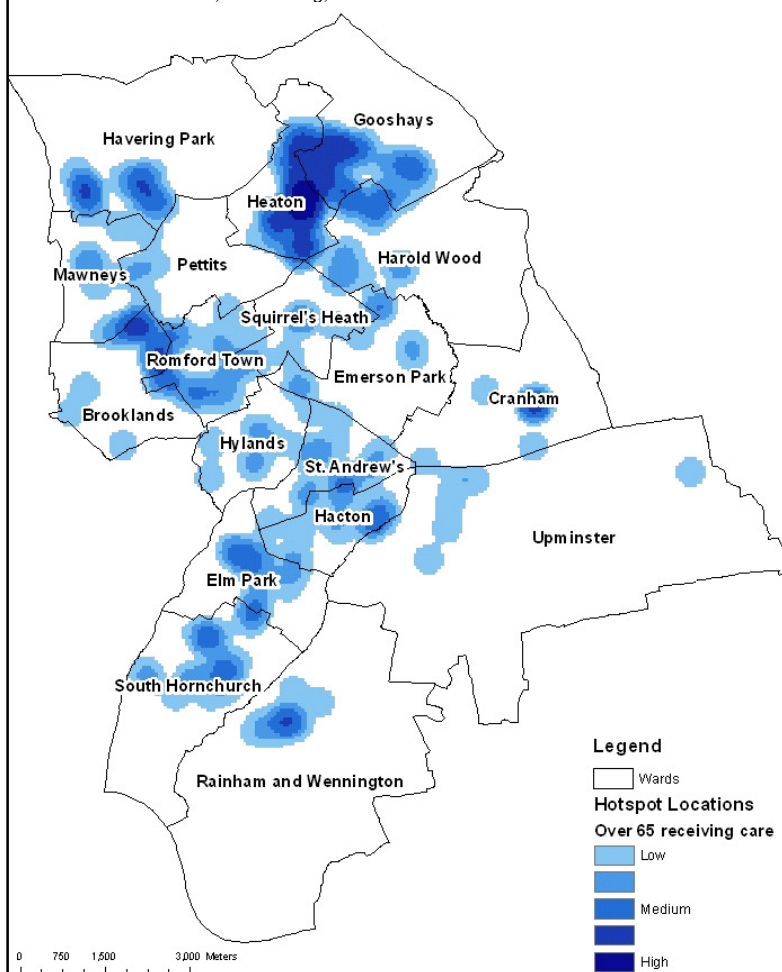 Gooshays
Havering Park
Heaton
Harold Wood
Pettits
Mawneys
Squirrel's Heath
Romford Town
Emerson Park
Cranham
Brooklands
Hylands
St. Andrew's
Hacton
Upminster
Elm Park
South Hornchurch
Rainham and Wennington
Legend
Wards
Hotspot Locations
Over 65 receiving care
Low
Medium
High
0 750 1,500 3,000 Meters